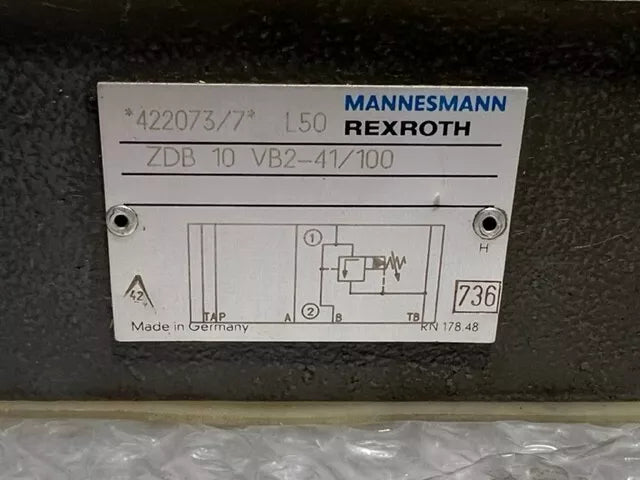 *422073/7* L50 MANNESMANN
REXROTH
ZDB 10 VB2-41/100
①
H
42
736
TAP A ② B TB
Made in Germany RN 178.48